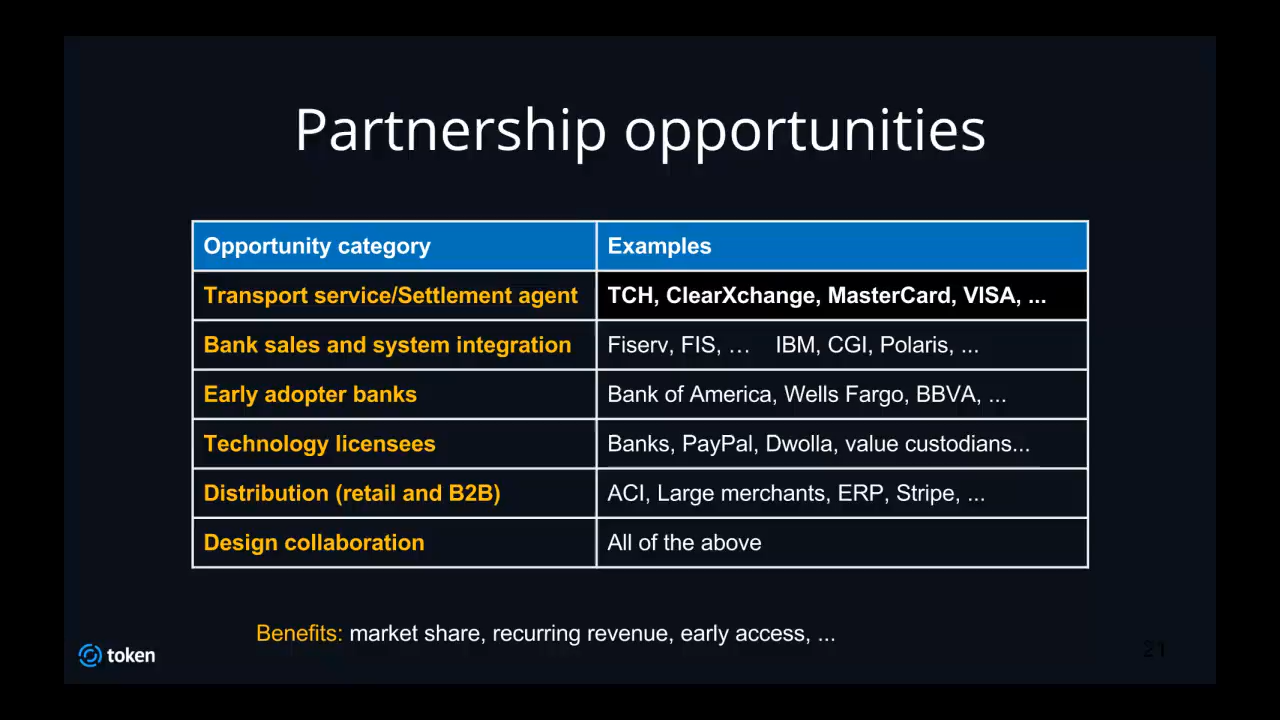 Partnership opportunities
Opportunity category Examples
Transport service/Settlement agent TCH, ClearXchange, MasterCard, VISA, ...
Bank sales and system integration Fiserv, FIS, … IBM, CGI, Polaris, ...
Early adopter banks Bank of America, Wells Fargo, BBVA, ...
Technology licensees Banks, PayPal, Dwolla, value custodians...
Distribution (retail and B2B) ACI, Large merchants, ERP, Stripe, ...
Design collaboration All of the above
Benefits: market share, recurring revenue, early access, ...
token
21